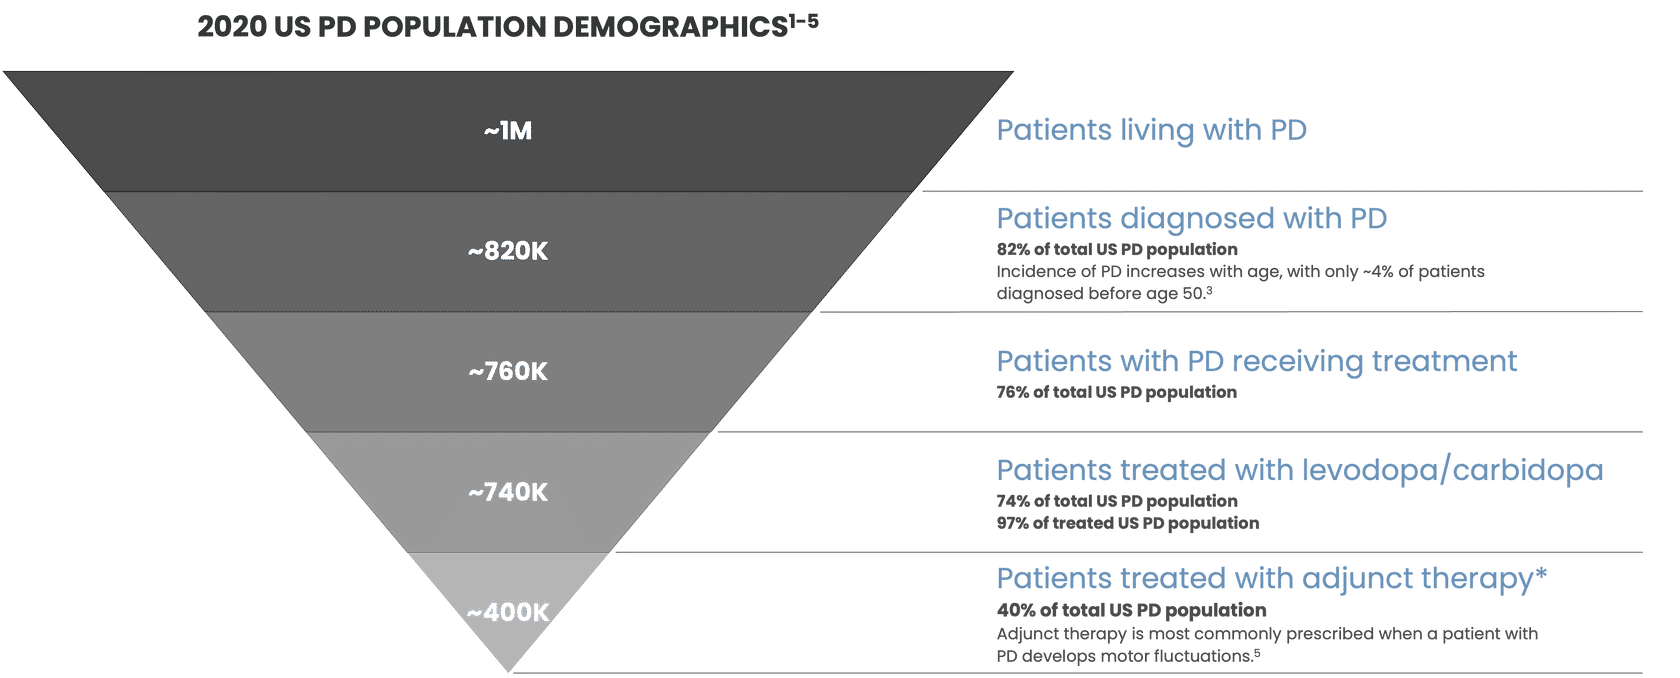 2020 US PD POPULATION DEMOGRAPHICS¹⁻⁵
~1M
Patients living with PD
~820K
Patients diagnosed with PD
82% of total US PD population
Incidence of PD increases with age, with only ~4% of patients
diagnosed before age 50.³
~760K
Patients with PD receiving treatment
76% of total US PD population
~740K
Patients treated with levodopa/carbidopa
74% of total US PD population
97% of treated US PD population
~400K
Patients treated with adjunct therapy*
40% of total US PD population
Adjunct therapy is most commonly prescribed when a patient with
PD develops motor fluctuations.⁵